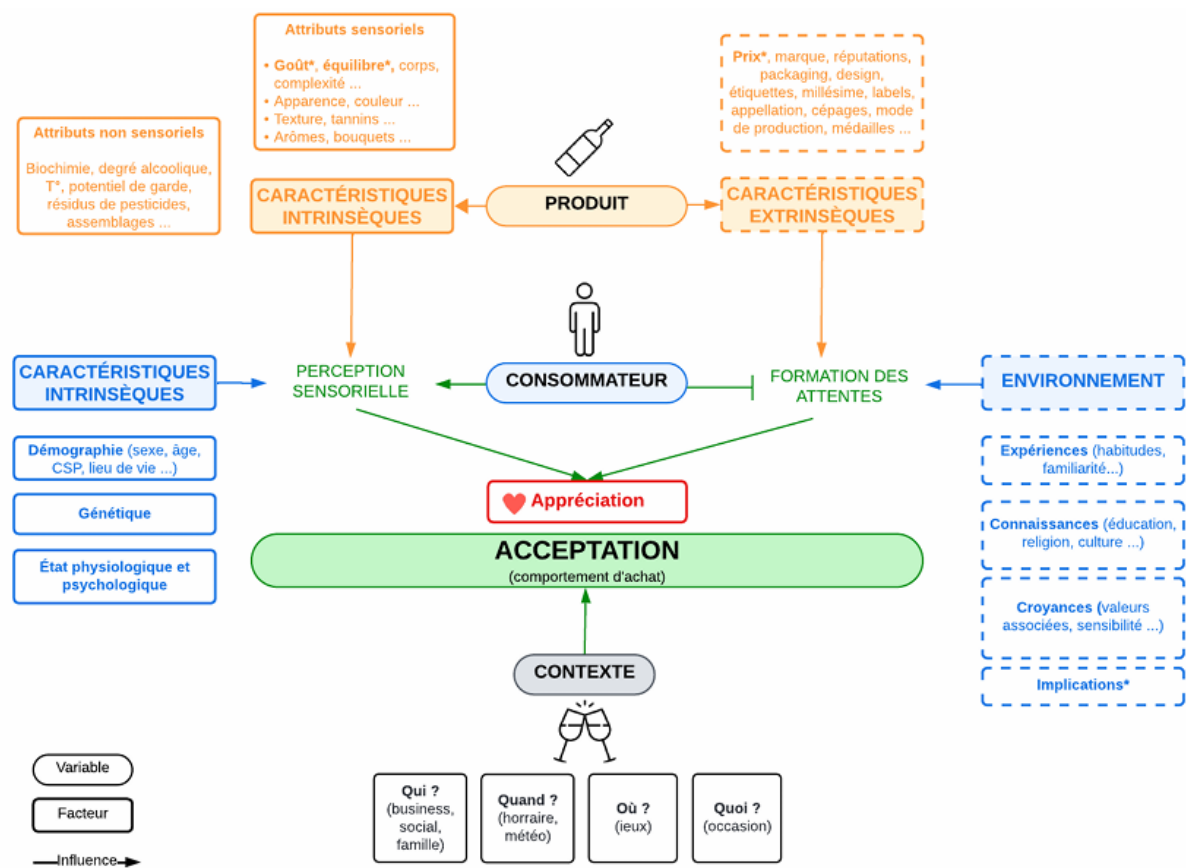 Attributs sensoriels
• Goût*, équilibre*, corps,
complexité ...
• Apparence, couleur ...
• Texture, tannins ...
• Arômes, bouquets ...
Prix*, marque, réputations,
packaging, design,
étiquettes, millésime, labels,
appellation, cépages, mode
de production, médailles ...
Attributs non sensoriels
Biochimie, degré alcoolique,
T°, potentiel de garde,
résidus de pesticides,
assemblages ...
CARACTÉRISTIQUES
INTRINSÈQUES
PRODUIT
CARACTÉRISTIQUES
EXTRINSÈQUES
CARACTÉRISTIQUES
INTRINSÈQUES
PERCEPTION
SENSORIELLE
CONSOMMATEUR
FORMATION DES
ATTENTES
ENVIRONNEMENT
Démographie (sexe, âge,
CSP, lieu de vie ...)
Génétique
État physiologique et
psychologique
Appréciation
ACCEPTATION
(comportement d'achat)
Expériences (habitudes,
familiarité...)
Connaissances (éducation,
religion, culture ...)
Croyances (valeurs
associées, sensibilité ...)
Implications*
CONTEXTE
Qui ?
(business,
social,
famille)
Quand ?
(horraire,
météo)
Où ?
(ieux)
Quoi ?
(occasion)
Variable
Facteur
Influence